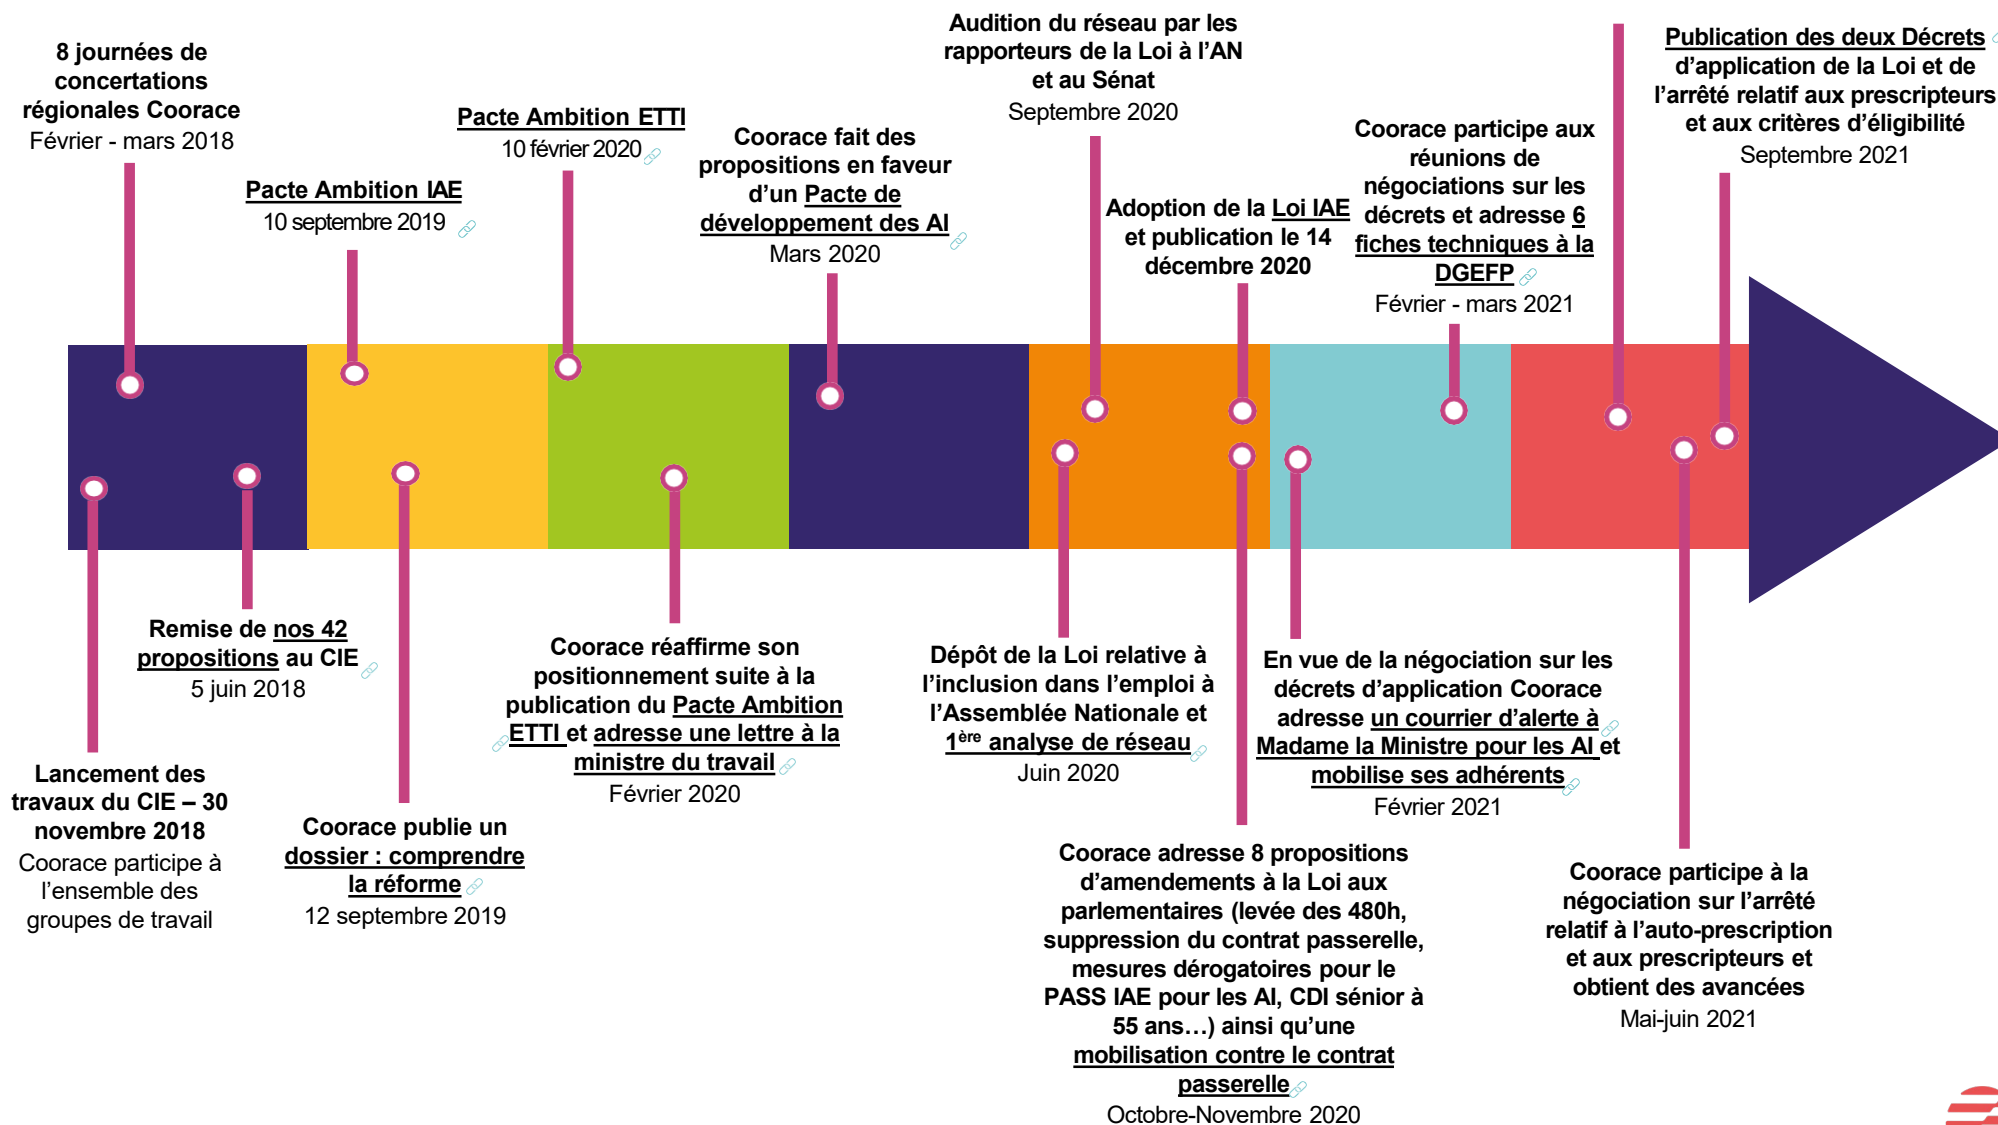 8 journées de
concertations
régionales Coorace
Février - mars 2018
Pacte Ambition IAE
10 septembre 2019
Pacte Ambition ETTI
10 février 2020
Coorace fait des
propositions en faveur
d’un Pacte de
développement des AI
Mars 2020
Audition du réseau par les
rapporteurs de la Loi à l’AN
et au Sénat
Septembre 2020
Adoption de la Loi IAE
et publication le 14
décembre 2020
Coorace participe aux
réunions de
négociations sur les
décrets et adresse 6
fiches techniques à la
DGEFP
Février - mars 2021
Publication des deux Décrets
d’application de la Loi et de
l’arrêté relatif aux prescripteurs
et aux critères d’éligibilité
Septembre 2021
Lancement des
travaux du CIE – 30
novembre 2018
Coorace participe à
l’ensemble des
groupes de travail
Remise de nos 42
propositions au CIE
5 juin 2018
Coorace publie un
dossier : comprendre
la réforme
12 septembre 2019
Coorace réaffirme son
positionnement suite à la
publication du Pacte Ambition
ETTI et adresse une lettre à la
ministre du travail
Février 2020
Dépôt de la Loi relative à
l’inclusion dans l’emploi à
l’Assemblée Nationale et
1ère analyse de réseau
Juin 2020
Coorace adresse 8 propositions
d’amendements à la Loi aux
parlementaires (levée des 480h,
suppression du contrat passerelle,
mesures dérogatoires pour le
PASS IAE pour les AI, CDI sénior à
55 ans…) ainsi qu’une
mobilisation contre le contrat
passerelle
Octobre-Novembre 2020
En vue de la négociation sur les
décrets d’application Coorace
adresse un courrier d’alerte à
Madame la Ministre pour les AI et
mobilise ses adhérents
Février 2021
Coorace participe à la
négociation sur l’arrêté
relatif à l’auto-prescription
et aux prescripteurs et
obtient des avancées
Mai-juin 2021